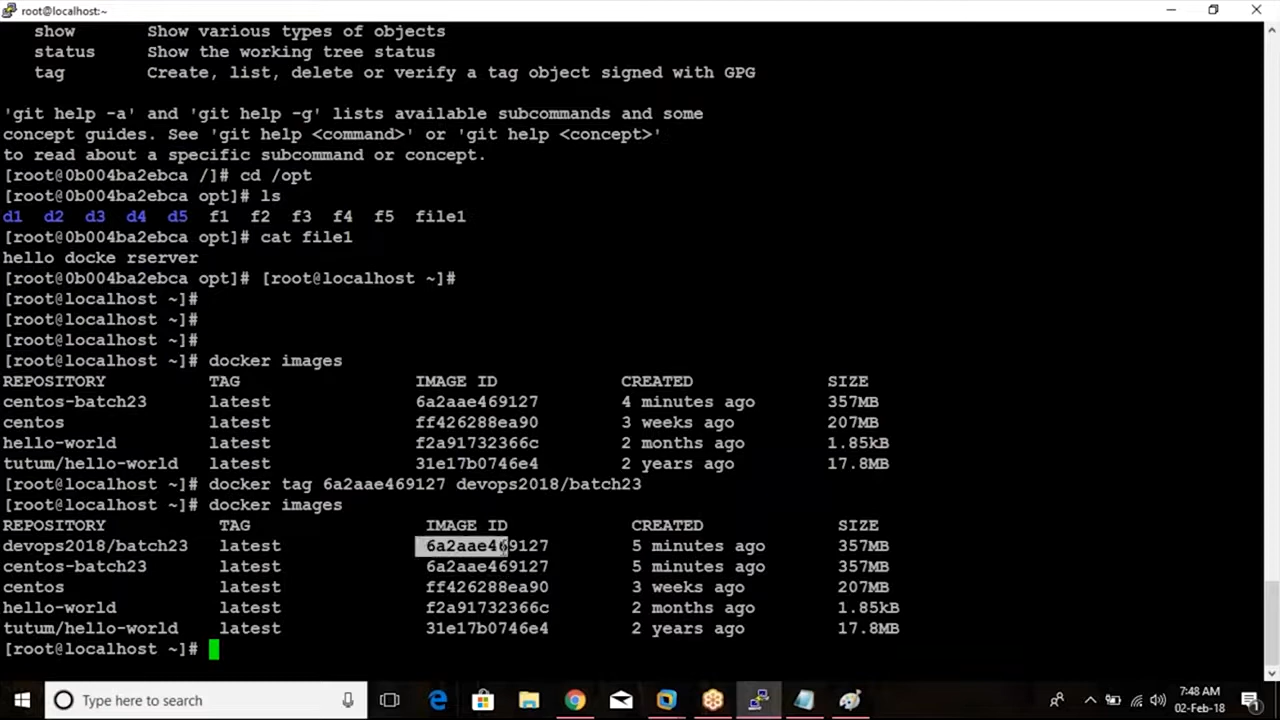 root@localhost:~
show Show various types of objects
status Show the working tree status
tag Create, list, delete or verify a tag object signed with GPG
'git help -a' and 'git help -g' lists available subcommands and some
concept guides. See 'git help <command>' or 'git help <concept>'
to read about a specific subcommand or concept.
[root@0b004ba2ebca /]# cd /opt
[root@0b004ba2ebca opt]# ls
d1 d2 d3 d4 d5 f1 f2 f3 f4 f5 file1
[root@0b004ba2ebca opt]# cat file1
hello docke rserver
[root@0b004ba2ebca opt]# [root@localhost ~]#
[root@localhost ~]#
[root@localhost ~]#
[root@localhost ~]#
[root@localhost ~]# docker images
REPOSITORY TAG IMAGE ID CREATED SIZE
centos-batch23 latest 6a2aae469127 4 minutes ago 357MB
centos latest ff426288ea90 3 weeks ago 207MB
hello-world latest f2a91732366c 2 months ago 1.85kB
tutum/hello-world latest 31e17b0746e4 2 years ago 17.8MB
[root@localhost ~]# docker tag 6a2aae469127 devops2018/batch23
[root@localhost ~]# docker images
REPOSITORY TAG IMAGE ID CREATED SIZE
devops2018/batch23 latest 6a2aae469127 5 minutes ago 357MB
centos-batch23 latest 6a2aae469127 5 minutes ago 357MB
centos latest ff426288ea90 3 weeks ago 207MB
hello-world latest f2a91732366c 2 months ago 1.85kB
tutum/hello-world latest 31e17b0746e4 2 years ago 17.8MB
[root@localhost ~]#
Type here to search
7:48 AM
02-Feb-18